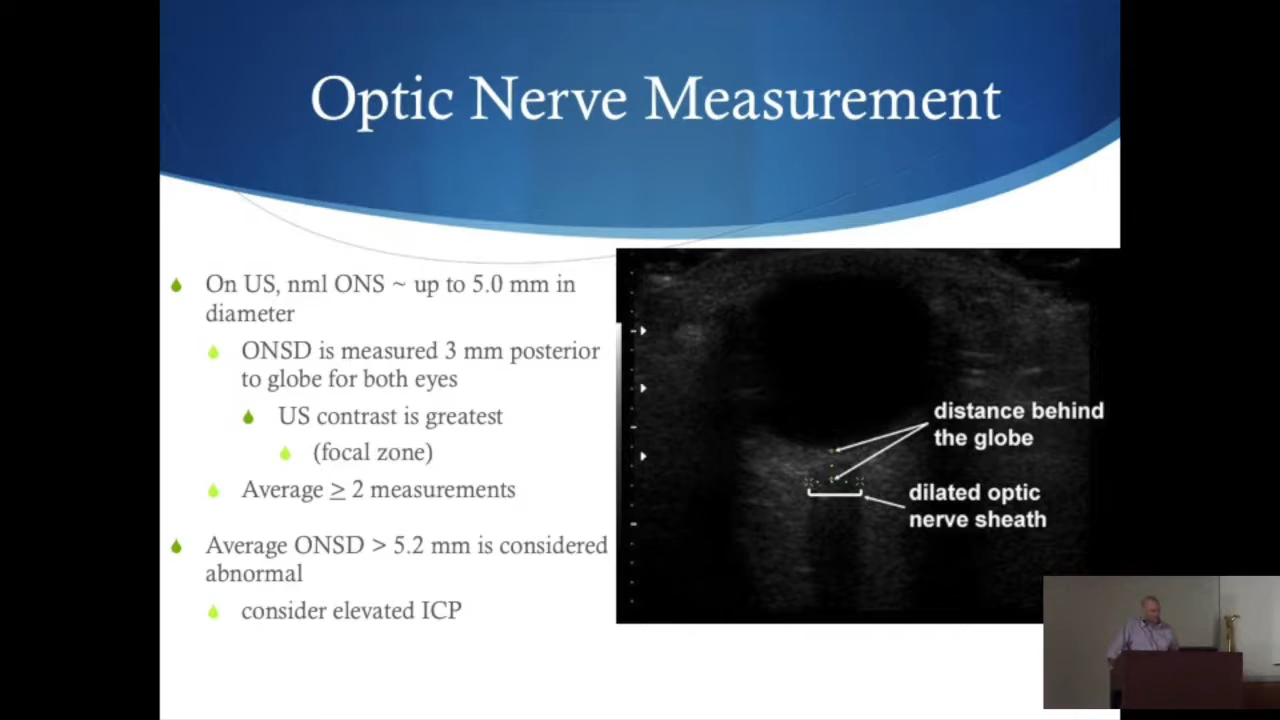 Optic Nerve Measurement
On US, nml ONS ~ up to 5.0 mm in
diameter
ONSD is measured 3 mm posterior
to globe for both eyes
US contrast is greatest
(focal zone)
Average ≥ 2 measurements
Average ONSD > 5.2 mm is considered
abnormal
consider elevated ICP
distance behind
the globe
dilated optic
nerve sheath